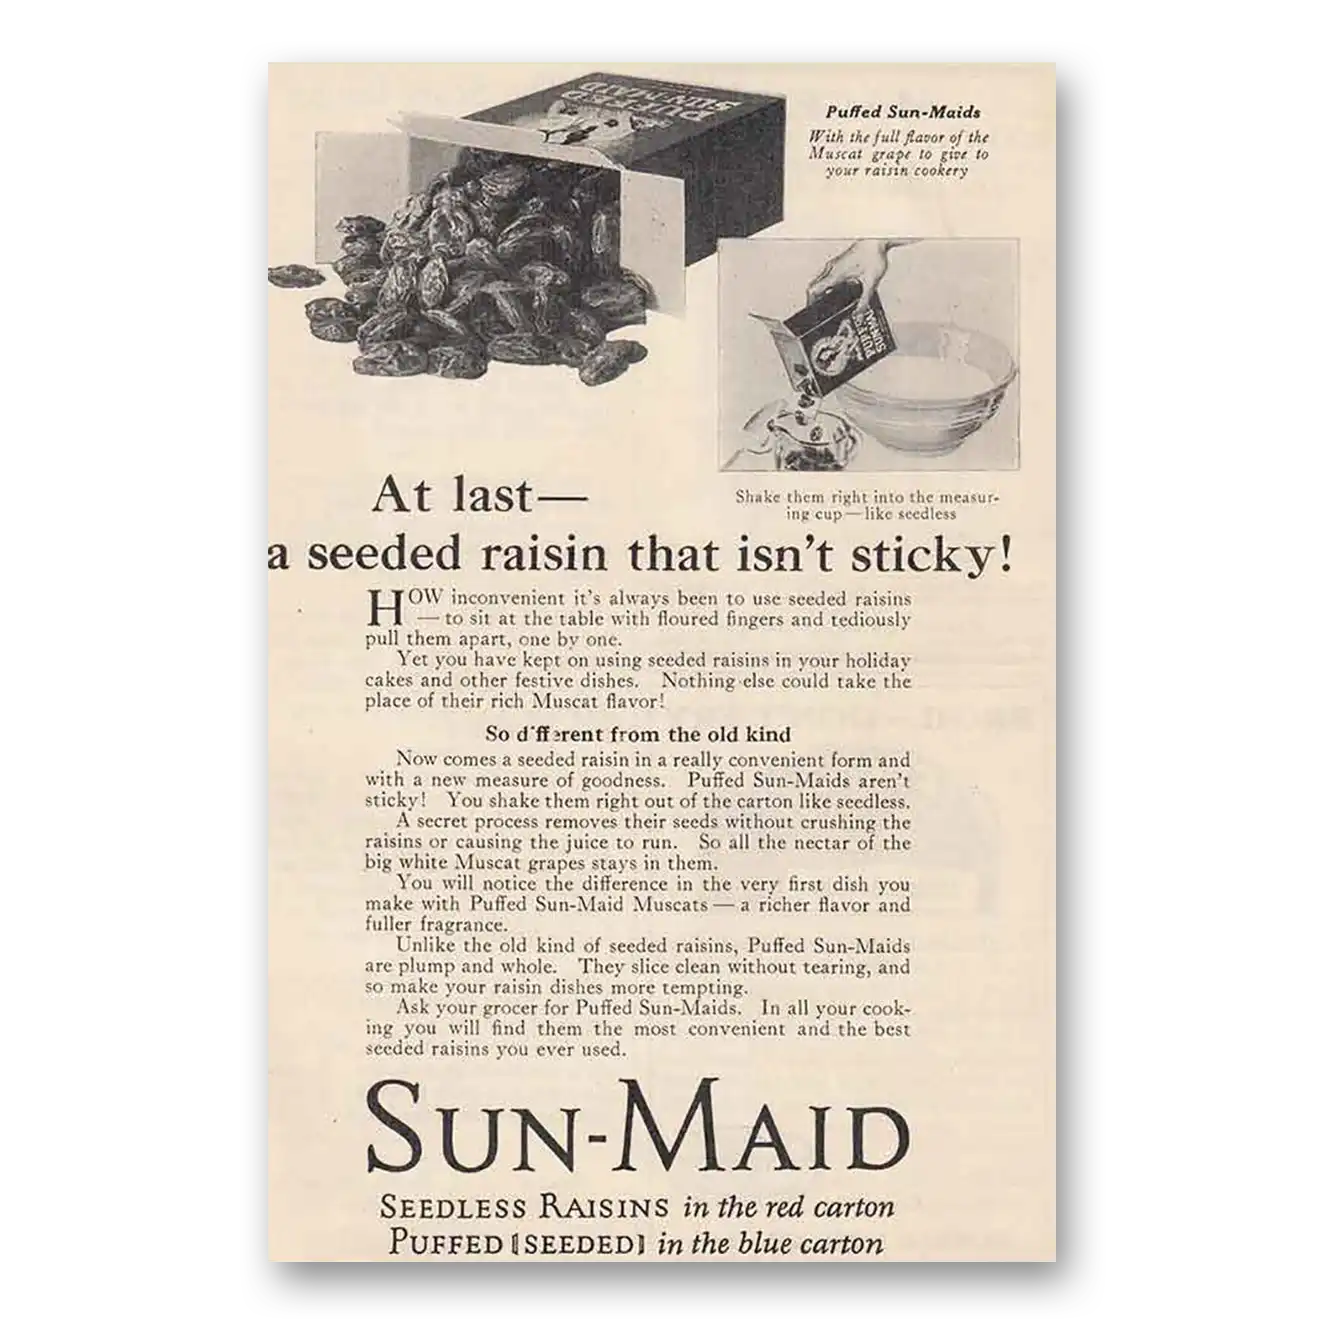 PUFFED
SUN-MAID
Puffed Sun-Maids
With the full flavor of the
Muscat grape to give to
your raisin cookery
PUFFED
SUN-MAID
Shake them right into the measur-
ing cup—like seedless
At last—
a seeded raisin that isn't sticky!
HOW inconvenient it's always been to use seeded raisins
—to sit at the table with floured fingers and tediously
pull them apart, one by one.
Yet you have kept on using seeded raisins in your holiday
cakes and other festive dishes. Nothing else could take the
place of their rich Muscat flavor!
So different from the old kind
Now comes a seeded raisin in a really convenient form and
with a new measure of goodness. Puffed Sun-Maids aren't
sticky! You shake them right out of the carton like seedless.
A secret process removes their seeds without crushing the
raisins or causing the juice to run. So all the nectar of the
big white Muscat grapes stays in them.
You will notice the difference in the very first dish you
make with Puffed Sun-Maid Muscats—a richer flavor and
fuller fragrance.
Unlike the old kind of seeded raisins, Puffed Sun-Maids
are plump and whole. They slice clean without tearing, and
so make your raisin dishes more tempting.
Ask your grocer for Puffed Sun-Maids. In all your cook-
ing you will find them the most convenient and the best
seeded raisins you ever used.
SUN-MAID
SEEDLESS RAISINS in the red carton
PUFFED [SEEDED] in the blue carton